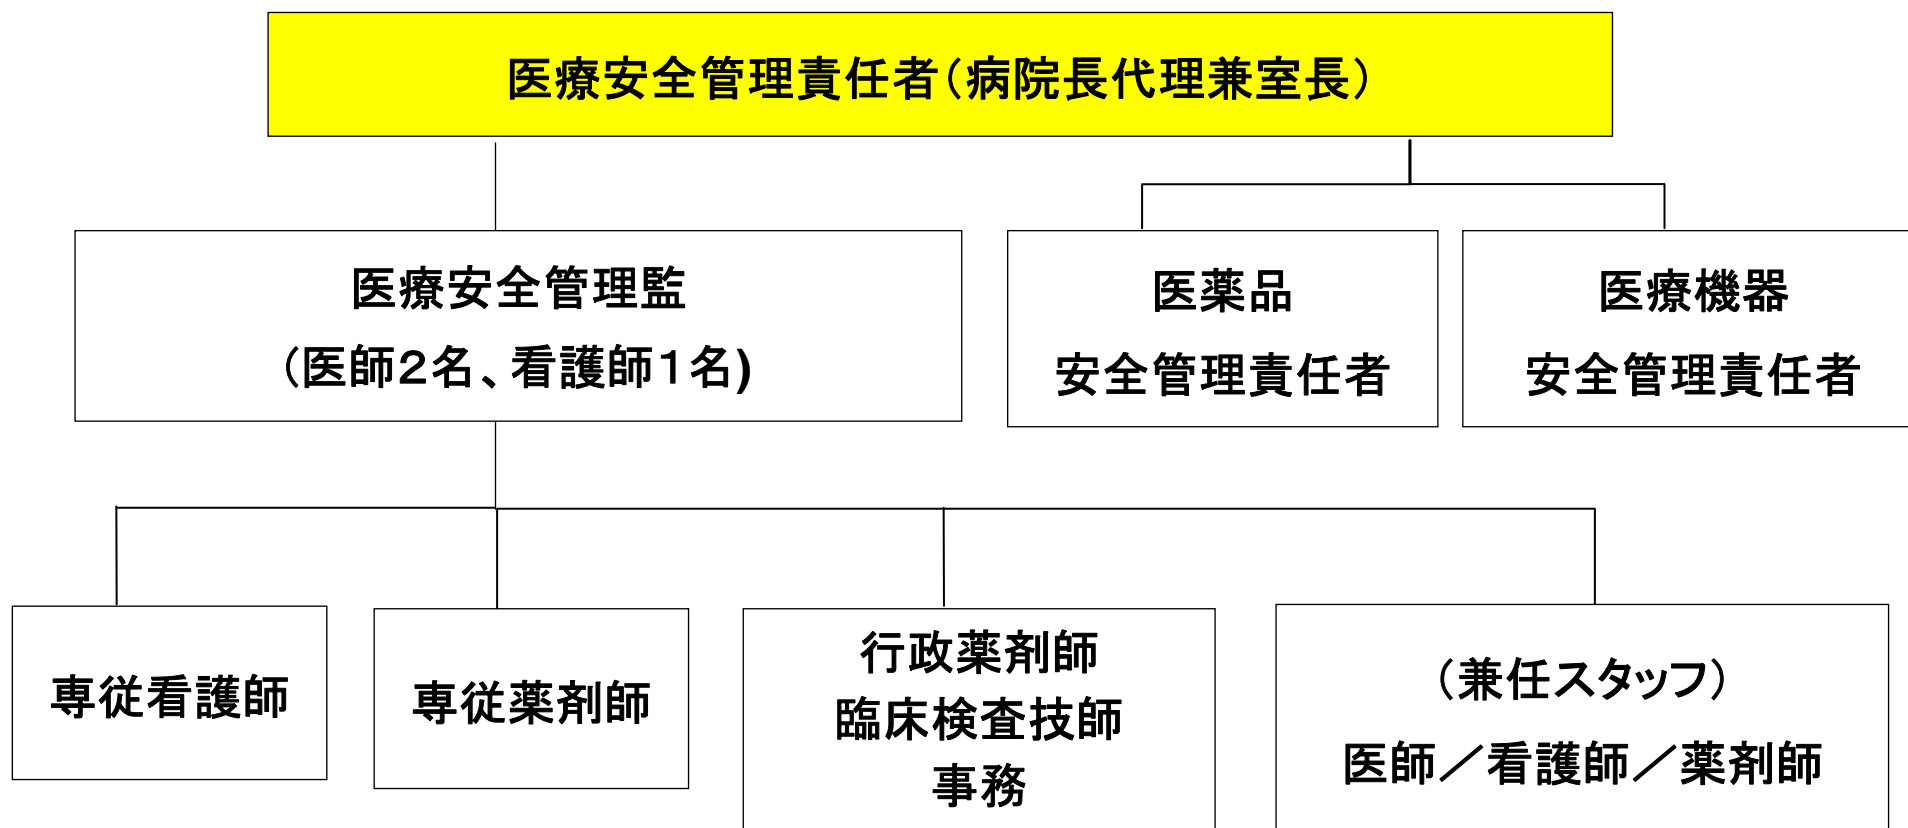 医療安全管理責任者（病院長代理兼室長）
医療安全管理監
（医師２名、看護師１名)
医薬品
安全管理責任者
医療機器
安全管理責任者
専従看護師
専従薬剤師
行政薬剤師
臨床検査技師
事務
（兼任スタッフ）
医師／看護師／薬剤師